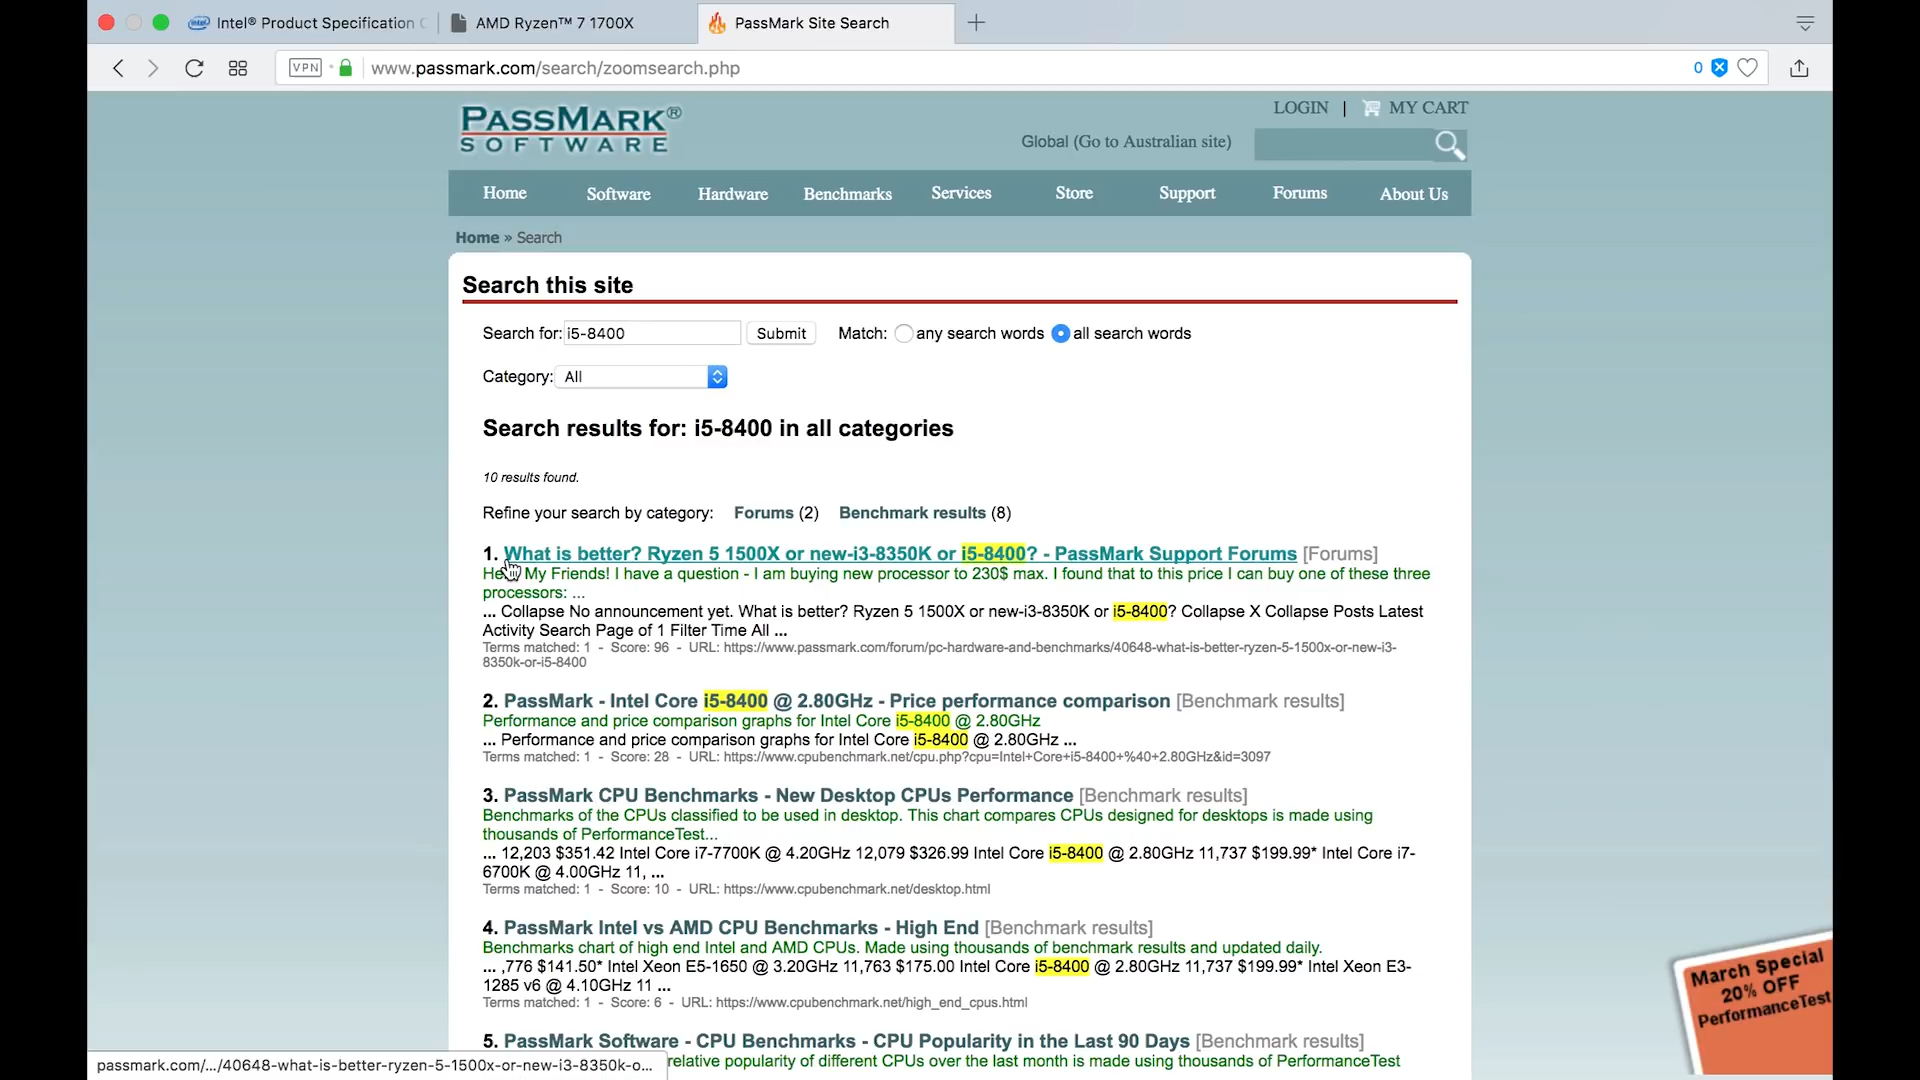 Intel® Product Specification C
AMD Ryzen™ 7 1700X
PassMark Site Search
VPN
www.passmark.com/search/zoomsearch.php
0
PASSMARK®
SOFTWARE
LOGIN | MY CART
Global (Go to Australian site)
Home Software Hardware Benchmarks Services Store Support Forums About Us
Home » Search
Search this site
Search for: i5-8400 Submit Match: any search words all search words
Category: All
Search results for: i5-8400 in all categories
10 results found.
Refine your search by category: Forums (2) Benchmark results (8)
1. What is better? Ryzen 5 1500X or new-i3-8350K or i5-8400? - PassMark Support Forums [Forums]
My Friends! I have a question - I am buying new processor to 230$ max. I found that to this price I can buy one of these three
processors: ...
... Collapse No announcement yet. What is better? Ryzen 5 1500X or new-i3-8350K or i5-8400? Collapse X Collapse Posts Latest
Activity Search Page of 1 Filter Time All ...
Terms matched: 1 - Score: 96 - URL: https://www.passmark.com/forum/pc-hardware-and-benchmarks/40648-what-is-better-ryzen-5-1500x-or-new-i3-
8350k-or-i5-8400
2. PassMark - Intel Core i5-8400 @ 2.80GHz - Price performance comparison [Benchmark results]
Performance and price comparison graphs for Intel Core i5-8400 @ 2.80GHz
... Performance and price comparison graphs for Intel Core i5-8400 @ 2.80GHz ...
Terms matched: 1 - Score: 28 - URL: https://www.cpubenchmark.net/cpu.php?cpu=Intel+Core+i5-8400+%40+2.80GHz&id=3097
3. PassMark CPU Benchmarks - New Desktop CPUs Performance [Benchmark results]
Benchmarks of the CPUs classified to be used in desktop. This chart compares CPUs designed for desktops is made using
thousands of PerformanceTest...
... 12,203 $351.42 Intel Core i7-7700K @ 4.20GHz 12,079 $326.99 Intel Core i5-8400 @ 2.80GHz 11,737 $199.99* Intel Core i7-
6700K @ 4.00GHz 11, ...
Terms matched: 1 - Score: 10 - URL: https://www.cpubenchmark.net/desktop.html
4. PassMark Intel vs AMD CPU Benchmarks - High End [Benchmark results]
Benchmarks chart of high end Intel and AMD CPUs. Made using thousands of benchmark results and updated daily.
... ,776 $141.50* Intel Xeon E5-1650 @ 3.20GHz 11,763 $175.00 Intel Core i5-8400 @ 2.80GHz 11,737 $199.99* Intel Xeon E3-
1285 v6 @ 4.10GHz 11 ...
Terms matched: 1 - Score: 6 - URL: https://www.cpubenchmark.net/high_end_cpus.html
5. PassMark Software - CPU Benchmarks - CPU Popularity in the Last 90 Days [Benchmark results]
relative popularity of different CPUs over the last month is made using thousands of PerformanceTest
passmark.com/.../40648-what-is-better-ryzen-5-1500x-or-new-i3-8350k-o...
March Special
20% OFF
PerformanceTest